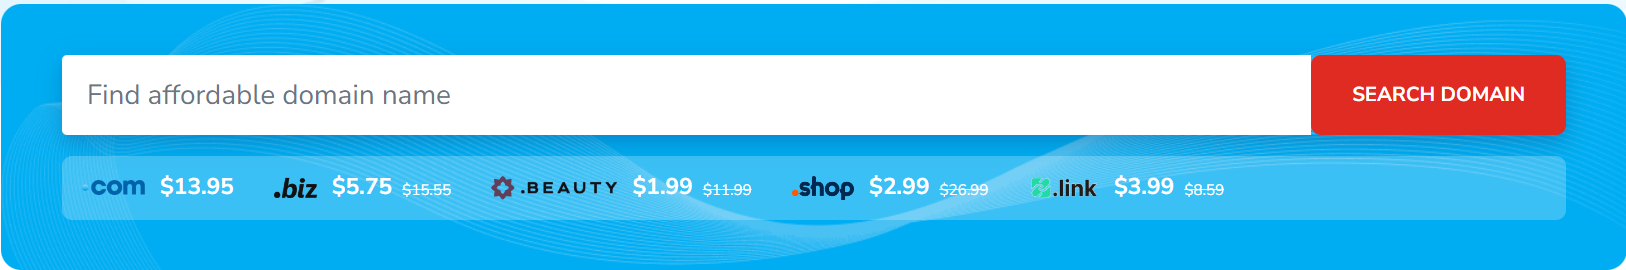 Find affordable domain name
SEARCH DOMAIN
.com $13.95 .biz $5.75 $15.55 .BEAUTY $1.99 $11.99 .shop $2.99 $26.99 .link $3.99 $8.59